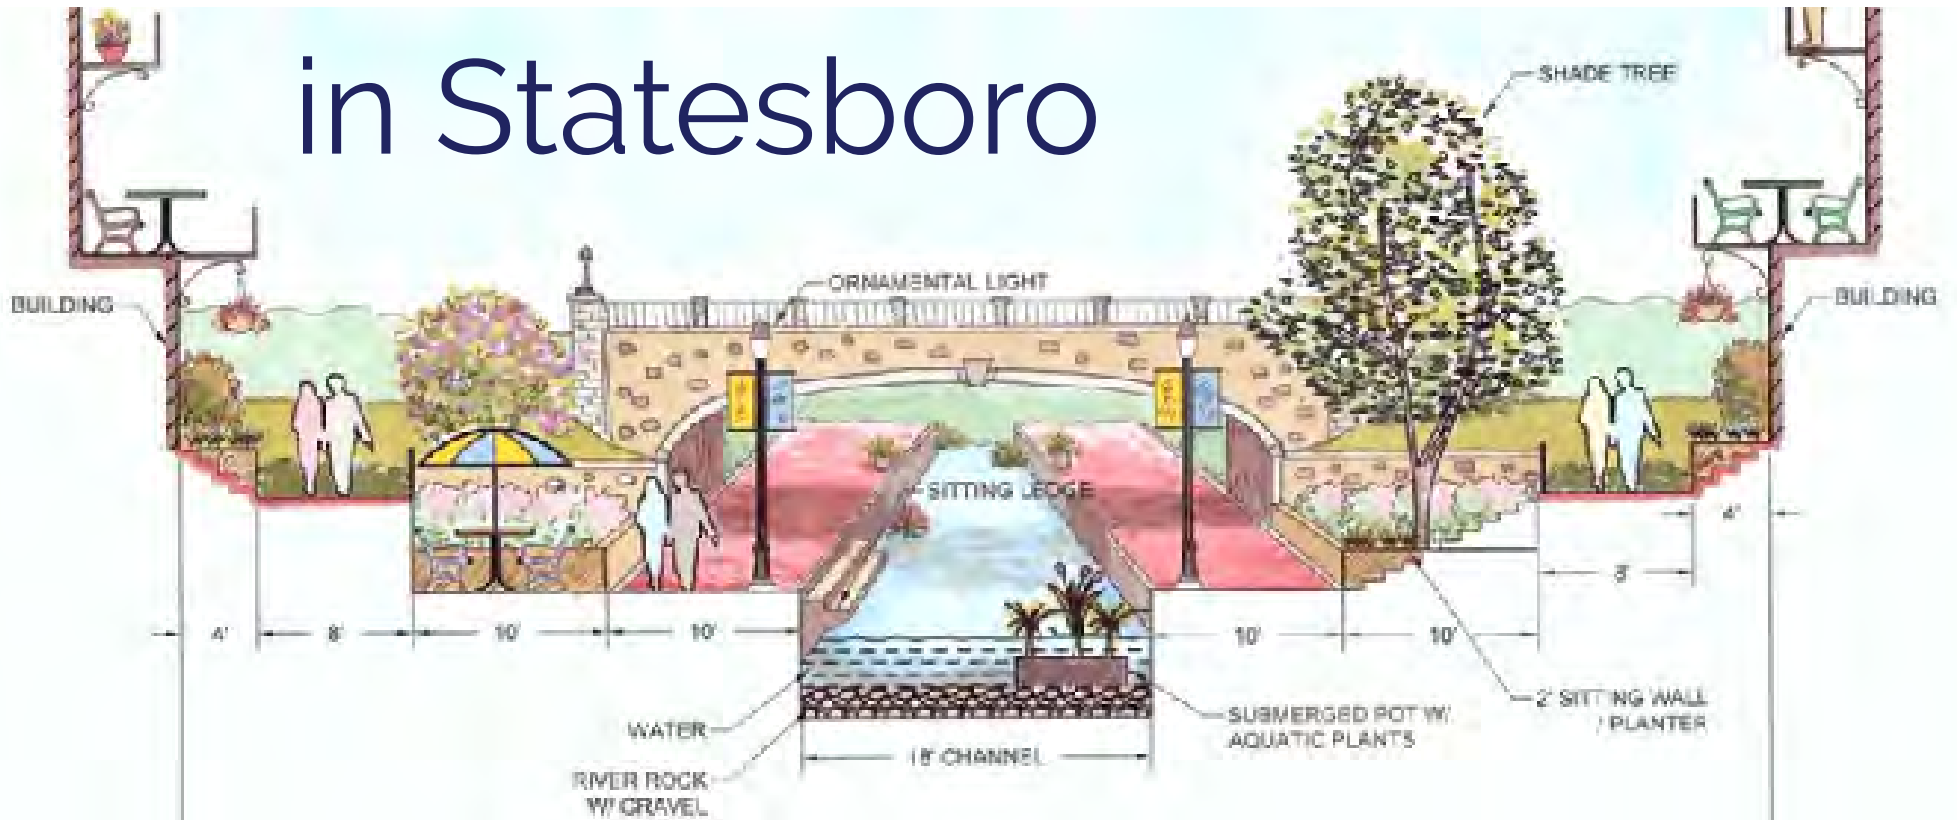 in Statesboro
SHADE TREE
ORNAMENTAL LIGHT
BUILDING
BUILDING
SITTING LEDGE
4'
8'
4'
8'
10'
10'
10'
10'
WATER
RIVER ROCK
W/ GRAVEL
18' CHANNEL
SUBMERGED POT W/
AQUATIC PLANTS
2' SITTING WALL
/ PLANTER